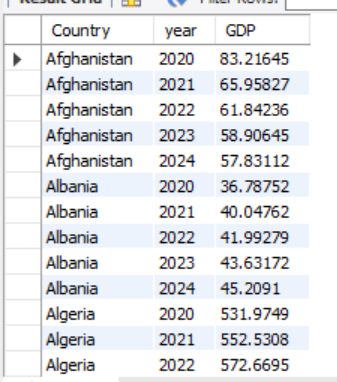 Result Grid Filter Rows:
Country year GDP
Afghanistan 2020 83.21645
Afghanistan 2021 65.95827
Afghanistan 2022 61.84236
Afghanistan 2023 58.90645
Afghanistan 2024 57.83112
Albania 2020 36.78752
Albania 2021 40.04762
Albania 2022 41.99279
Albania 2023 43.63172
Albania 2024 45.2091
Algeria 2020 531.9749
Algeria 2021 552.5308
Algeria 2022 572.6695